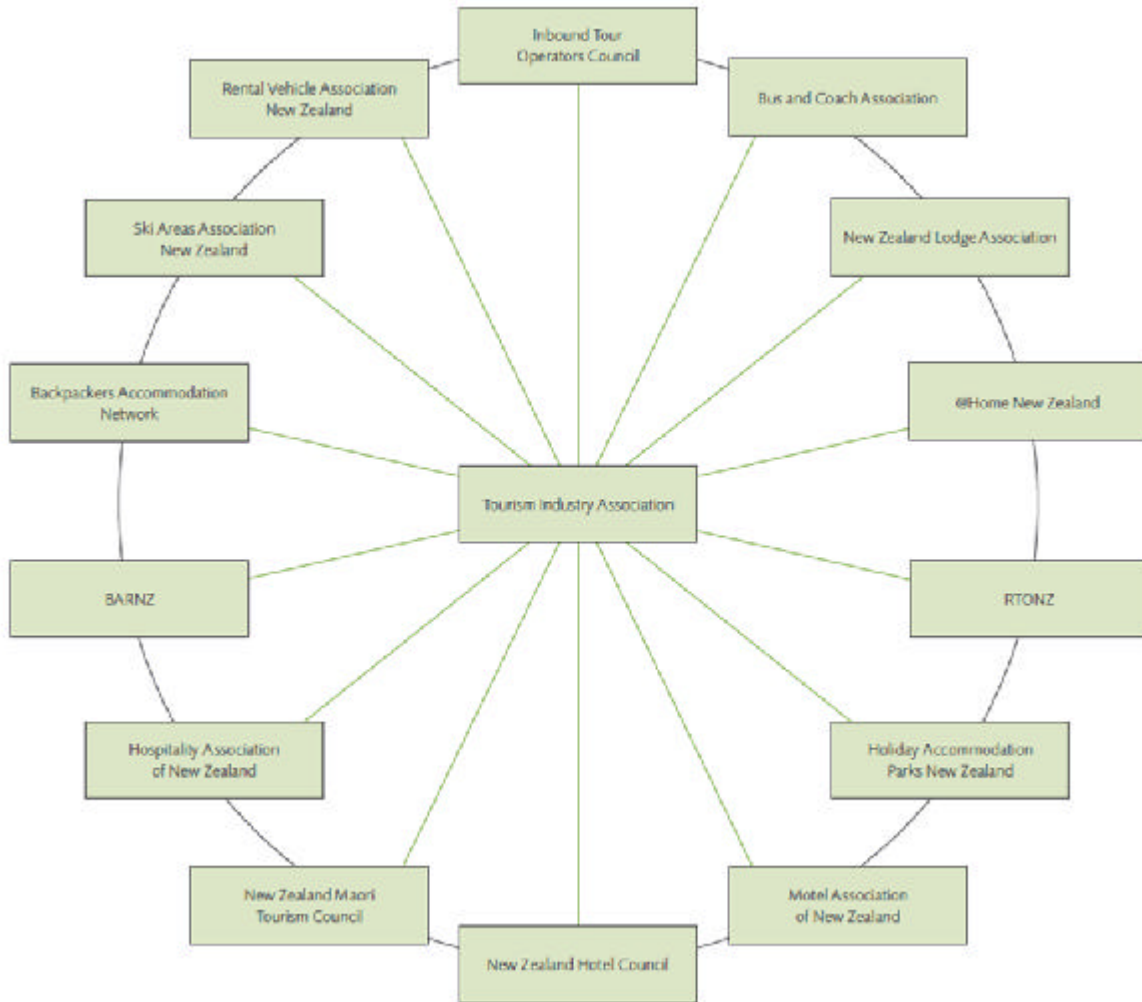 Inbound Tour
Operators Council
Rental Vehicle Association
New Zealand
Bus and Coach Association
Ski Areas Association
New Zealand
New Zealand Lodge Association
Backpackers Accommodation
Network
@Home New Zealand
Tourism Industry Association
BARNZ
RTONZ
Hospitality Association
of New Zealand
Holiday Accommodation
Parks New Zealand
New Zealand Maori
Tourism Council
Motel Association
of New Zealand
New Zealand Hotel Council